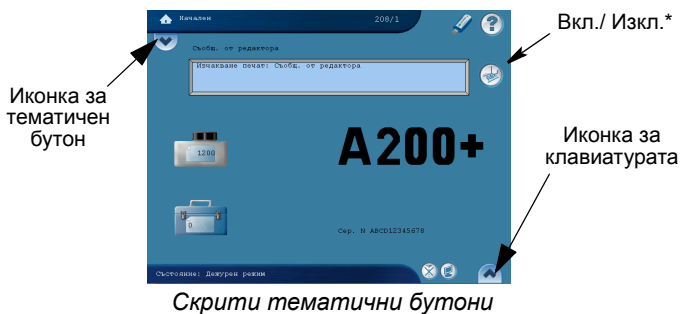 Начален 208/1
Вкл./ Изкл.*
Съобщ. от редактора
Изчакване печат: Съобщ. от редактора
Иконка за
тематичен
бутон
1200
A200+
Иконка за
клавиатурата
0
Сер. N ABCD12345678
Състояние: Дежурен режим
Скрити тематични бутони